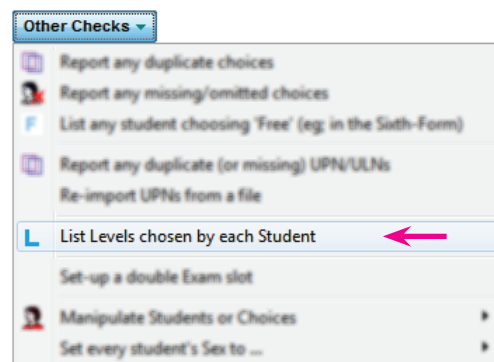 Other Checks
Report any duplicate choices
Report any missing/omitted choices
F List any student choosing 'Free' (eg: in the Sixth-Form)
Report any duplicate (or missing) UPN/ULNs
Re-import UPNs from a file
L List Levels chosen by each Student
Set-up a double Exam slot
Manipulate Students or Choices
Set every student's Sex to ...